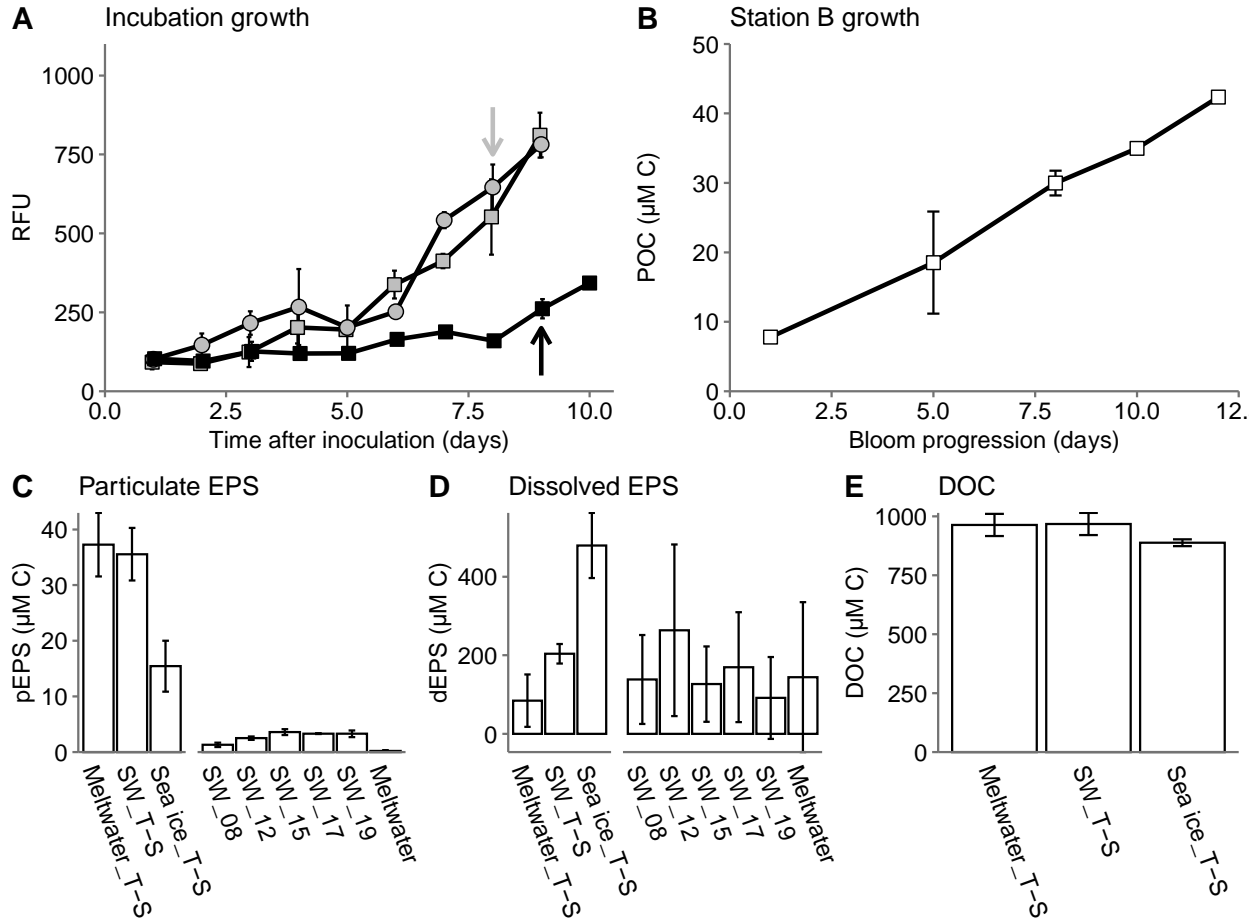 A Incubation growth
1000
750
500
250
0
RFU
0.0 2.5 5.0 7.5 10.0
Time after inoculation (days)
B Station B growth
50
40
30
20
10
0
POC (µM C)
0.0 2.5 5.0 7.5 10.0 12.
Bloom progression (days)
C Particulate EPS
40
30
20
10
0
pEPS (µM C)
Meltwater_T−S
SW_T−S
Sea ice_T−S
SW_08
SW_12
SW_15
SW_17
SW_19
Meltwater
D Dissolved EPS
400
200
0
dEPS (µM C)
Meltwater_T−S
SW_T−S
Sea ice_T−S
SW_08
SW_12
SW_15
SW_17
SW_19
Meltwater
E DOC
1000
750
500
250
0
DOC (µM C)
Meltwater_T−S
SW_T−S
Sea ice_T−S